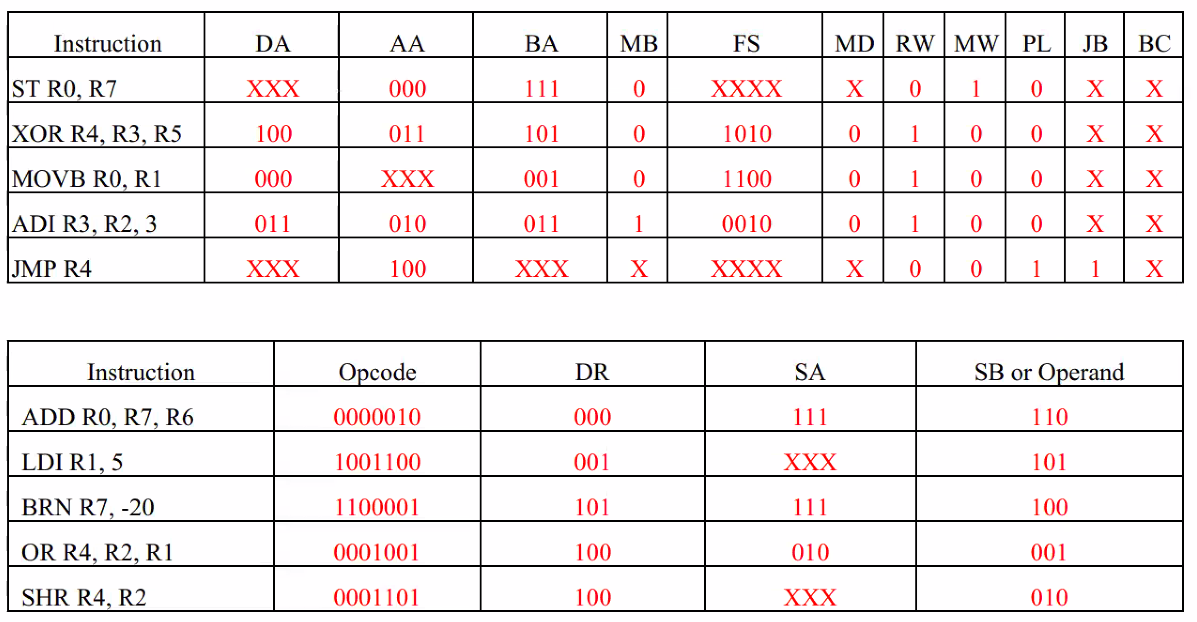 Instruction DA AA BA MB FS MD RW MW PL JB BC
ST R0, R7 XXX 000 111 0 XXXX X 0 1 0 X X
XOR R4, R3, R5 100 011 101 0 1010 0 1 0 0 X X
MOVB R0, R1 000 XXX 001 0 1100 0 1 0 0 X X
ADI R3, R2, 3 011 010 011 1 0010 0 1 0 0 X X
JMP R4 XXX 100 XXX X XXXX X 0 0 1 1 X
Instruction Opcode DR SA SB or Operand
ADD R0, R7, R6 0000010 000 111 110
LDI R1, 5 1001100 001 XXX 101
BRN R7, -20 1100001 101 111 100
OR R4, R2, R1 0001001 100 010 001
SHR R4, R2 0001101 100 XXX 010